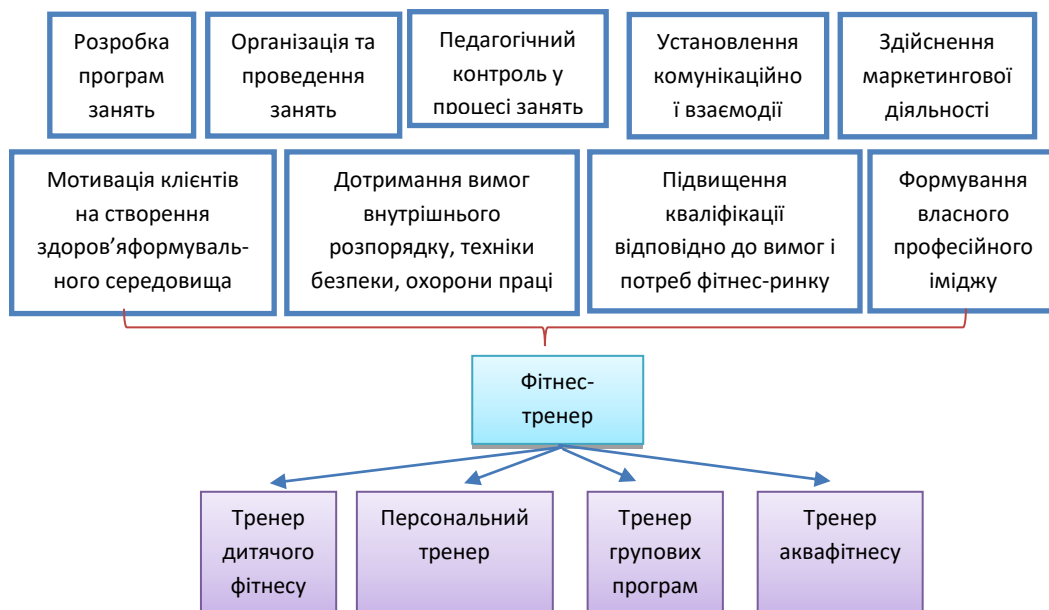 Розробка
програм
занять
Організація та
проведення
занять
Педагогічний
контроль у
процесі занять
Установлення
комунікаційно
ї взаємодії
Здійснення
маркетингової
діяльності
Мотивація клієнтів
на створення
здоров’яформуваль-
ного середовища
Дотримання вимог
внутрішнього
розпорядку, техніки
безпеки, охорони праці
Підвищення
кваліфікації
відповідно до вимог і
потреб фітнес-ринку
Формування
власного
професійного
іміджу
Фітнес-
тренер
Тренер
дитячого
фітнесу
Персональний
тренер
Тренер
групових
програм
Тренер
аквафітнесу